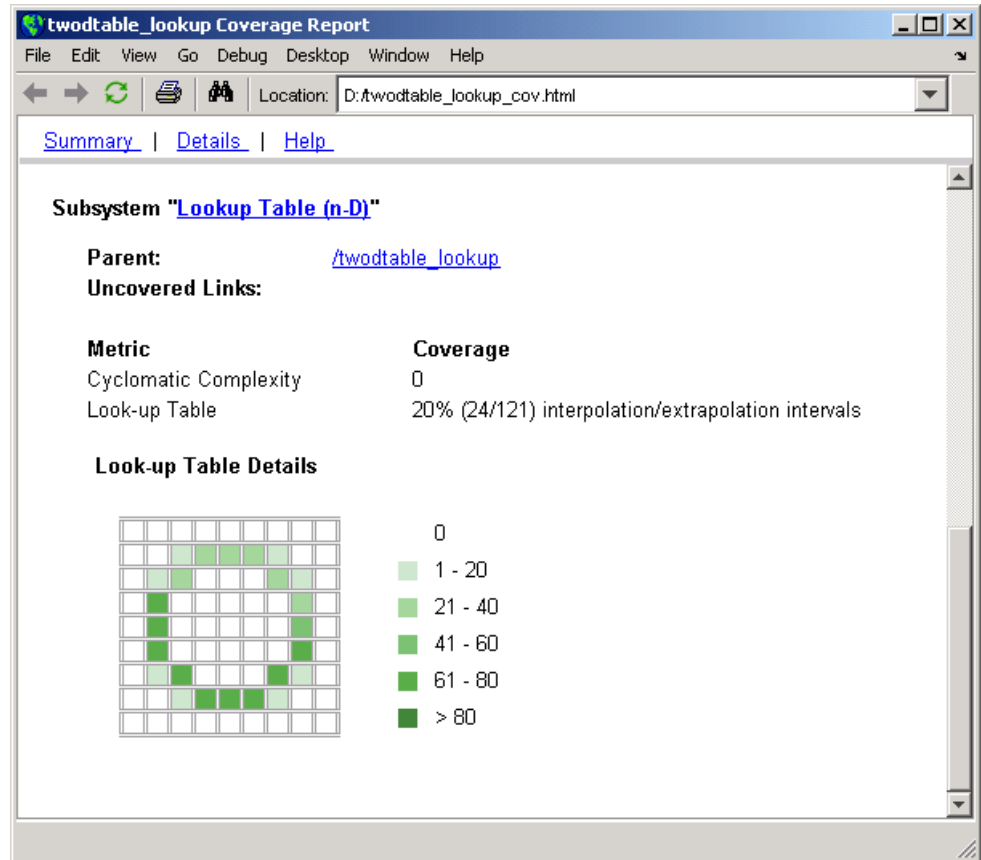 twodtable_lookup Coverage Report
File Edit View Go Debug Desktop Window Help
Location: D:/twodtable_lookup_cov.html
Summary | Details | Help
Subsystem "Lookup Table (n-D)"
Parent: /twodtable_lookup
Uncovered Links:
Metric Coverage
Cyclomatic Complexity 0
Look-up Table 20% (24/121) interpolation/extrapolation intervals
Look-up Table Details
0
1 - 20
21 - 40
41 - 60
61 - 80
> 80